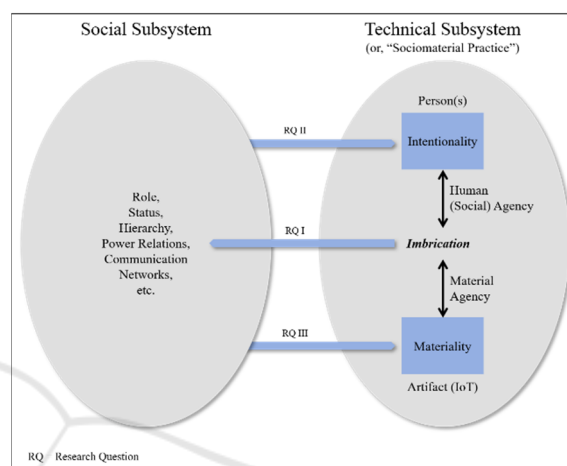 Social Subsystem
Technical Subsystem
(or, “Sociomaterial Practice”)
Person(s)
RQ II
Intentionality
Role,
Status,
Hierarchy,
Power Relations,
Communication
Networks,
etc.
Human
(Social) Agency
RQ I
Imbrication
Material
Agency
RQ III
Materiality
Artifact (IoT)
RQ Research Question